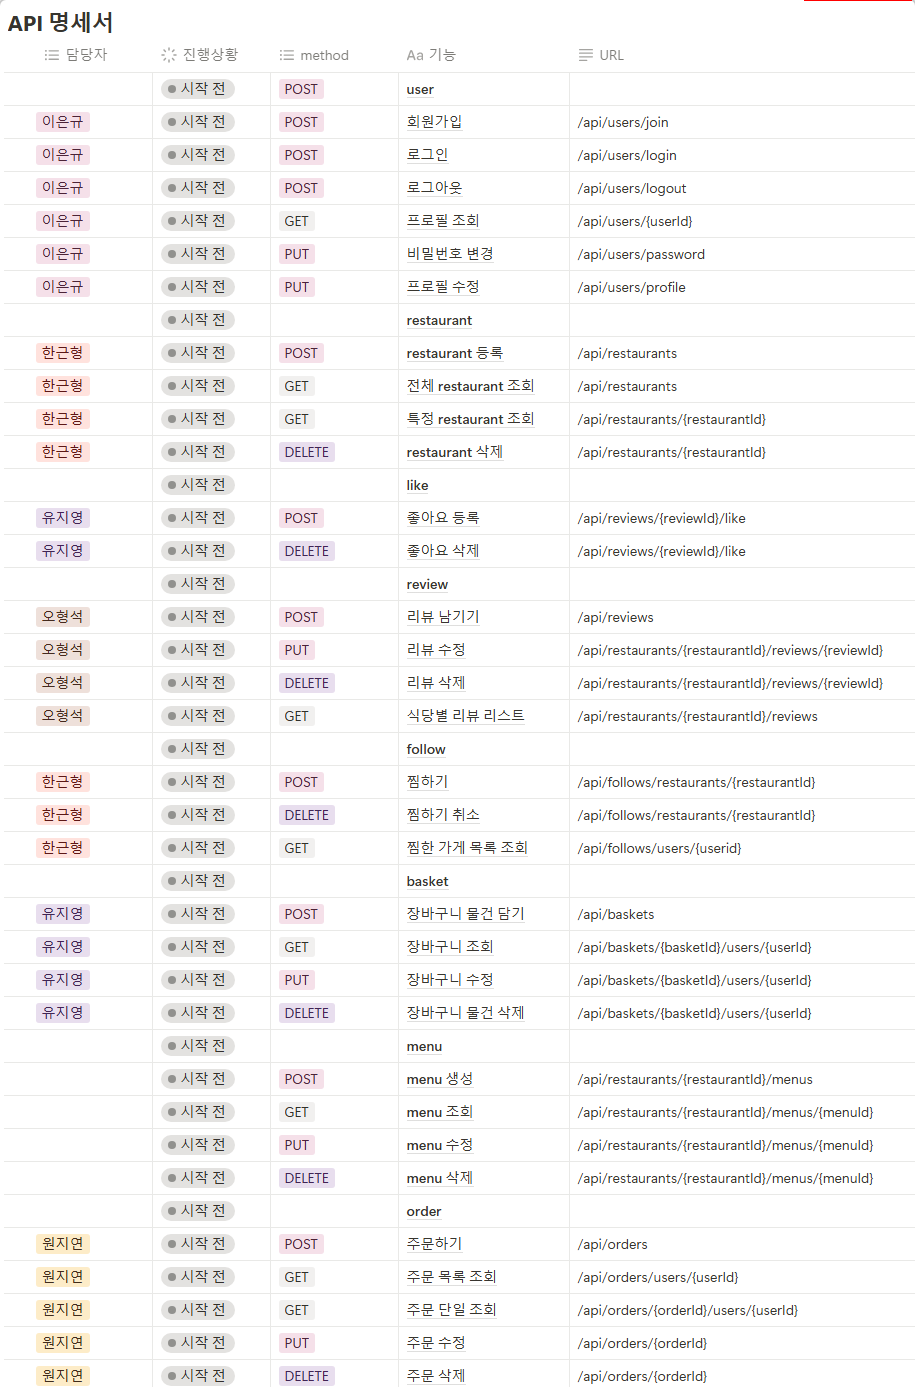 API 명세서
담당자 진행상황 method Aa 기능 URL
시작 전 POST user
이은규 시작 전 POST 회원가입 /api/users/join
이은규 시작 전 POST 로그인 /api/users/login
이은규 시작 전 POST 로그아웃 /api/users/logout
이은규 시작 전 GET 프로필 조회 /api/users/{userId}
이은규 시작 전 PUT 비밀번호 변경 /api/users/password
이은규 시작 전 PUT 프로필 수정 /api/users/profile
시작 전 restaurant
한근형 시작 전 POST restaurant 등록 /api/restaurants
한근형 시작 전 GET 전체 restaurant 조회 /api/restaurants
한근형 시작 전 GET 특정 restaurant 조회 /api/restaurants/{restaurantId}
한근형 시작 전 DELETE restaurant 삭제 /api/restaurants/{restaurantId}
시작 전 like
유지영 시작 전 POST 좋아요 등록 /api/reviews/{reviewId}/like
유지영 시작 전 DELETE 좋아요 삭제 /api/reviews/{reviewId}/like
시작 전 review
오형석 시작 전 POST 리뷰 남기기 /api/reviews
오형석 시작 전 PUT 리뷰 수정 /api/restaurants/{restaurantId}/reviews/{reviewId}
오형석 시작 전 DELETE 리뷰 삭제 /api/restaurants/{restaurantId}/reviews/{reviewId}
오형석 시작 전 GET 식당별 리뷰 리스트 /api/restaurants/{restaurantId}/reviews
시작 전 follow
한근형 시작 전 POST 찜하기 /api/follows/restaurants/{restaurantId}
한근형 시작 전 DELETE 찜하기 취소 /api/follows/restaurants/{restaurantId}
한근형 시작 전 GET 찜한 가게 목록 조회 /api/follows/users/{userid}
시작 전 basket
유지영 시작 전 POST 장바구니 물건 담기 /api/baskets
유지영 시작 전 GET 장바구니 조회 /api/baskets/{basketId}/users/{userId}
유지영 시작 전 PUT 장바구니 수정 /api/baskets/{basketId}/users/{userId}
유지영 시작 전 DELETE 장바구니 물건 삭제 /api/baskets/{basketId}/users/{userId}
시작 전 menu
시작 전 POST menu 생성 /api/restaurants/{restaurantId}/menus
시작 전 GET menu 조회 /api/restaurants/{restaurantId}/menus/{menuId}
시작 전 PUT menu 수정 /api/restaurants/{restaurantId}/menus/{menuId}
시작 전 DELETE menu 삭제 /api/restaurants/{restaurantId}/menus/{menuId}
시작 전 order
원지연 시작 전 POST 주문하기 /api/orders
원지연 시작 전 GET 주문 목록 조회 /api/orders/users/{userId}
원지연 시작 전 GET 주문 단일 조회 /api/orders/{orderId}/users/{userId}
원지연 시작 전 PUT 주문 수정 /api/orders/{orderId}
원지연 시작 전 DELETE 주문 삭제 /api/orders/{orderId}